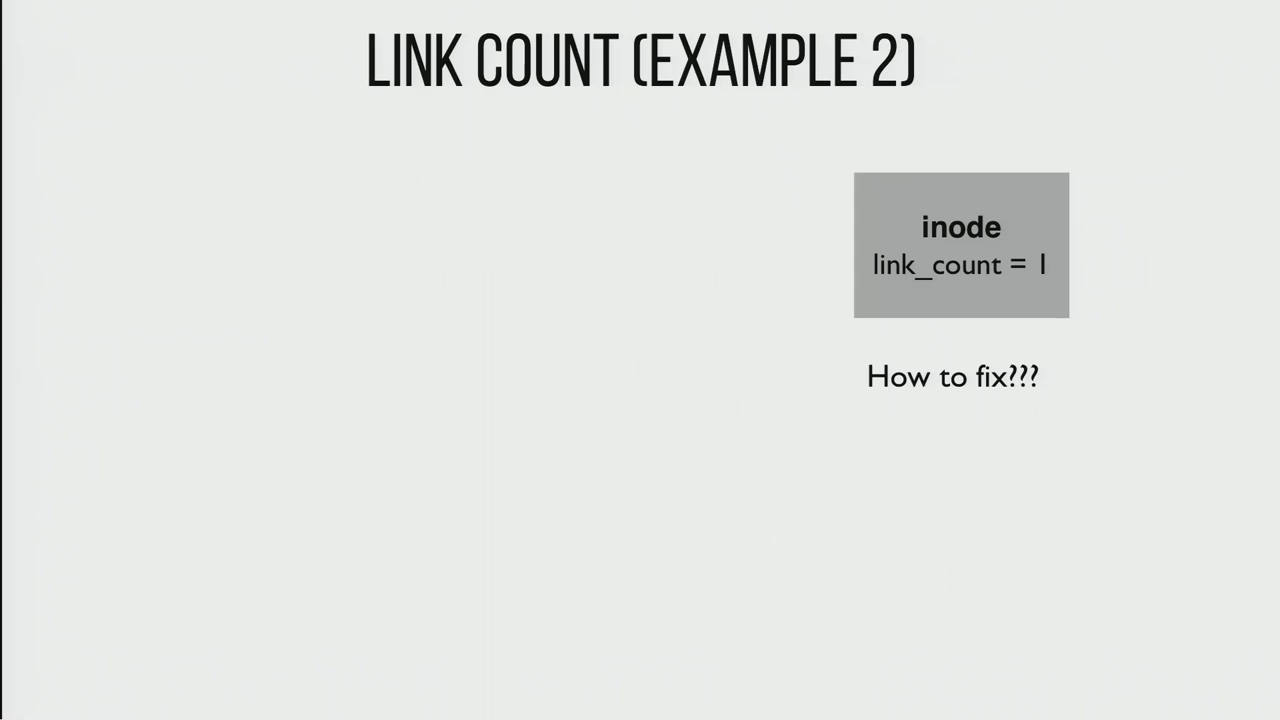 LINK COUNT (EXAMPLE 2)
inode
link_count = 1
How to fix???